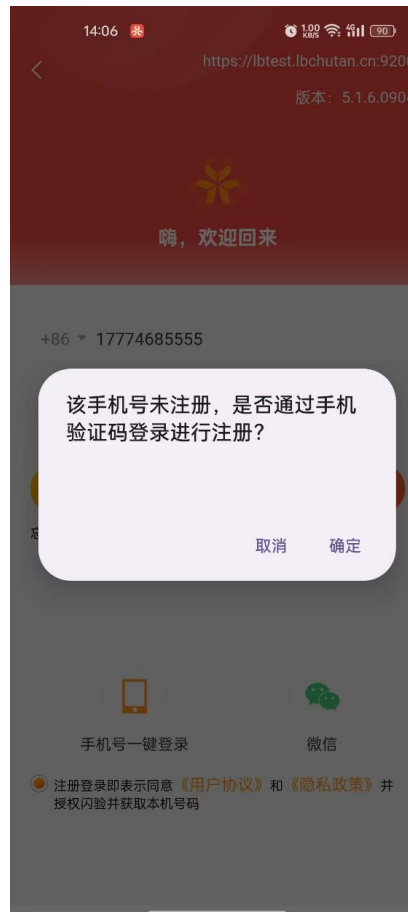 14:06
1.00 KB/S
90
https://lbtest.lbchutan.cn:920
版本：5.1.6.090
嗨，欢迎回来
+86 17774685555
该手机号未注册，是否通过手机
验证码登录进行注册？
取消 确定
手机号一键登录 微信
注册登录即表示同意《用户协议》和《隐私政策》并
授权闪验并获取本机号码